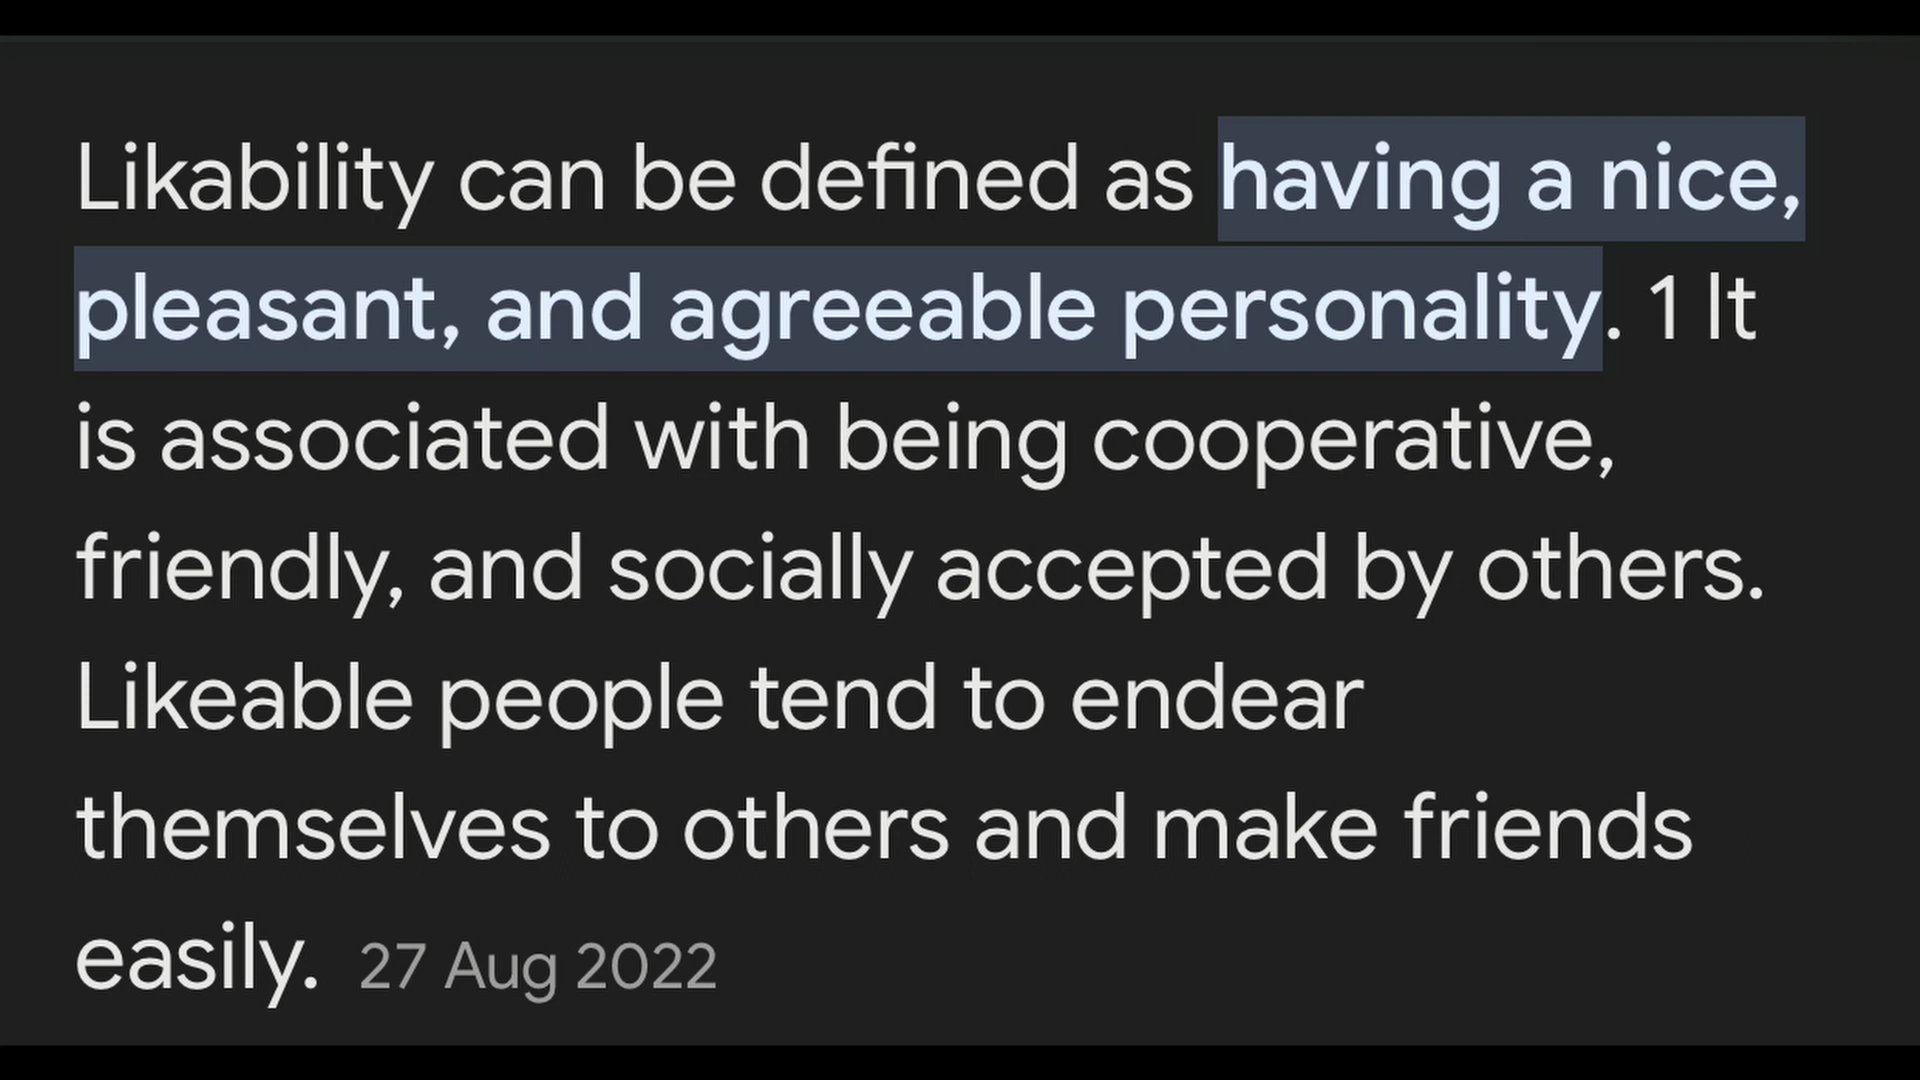 Likability can be defined as having a nice,
pleasant, and agreeable personality. 1 It
is associated with being cooperative,
friendly, and socially accepted by others.
Likeable people tend to endear
themselves to others and make friends
easily. 27 Aug 2022